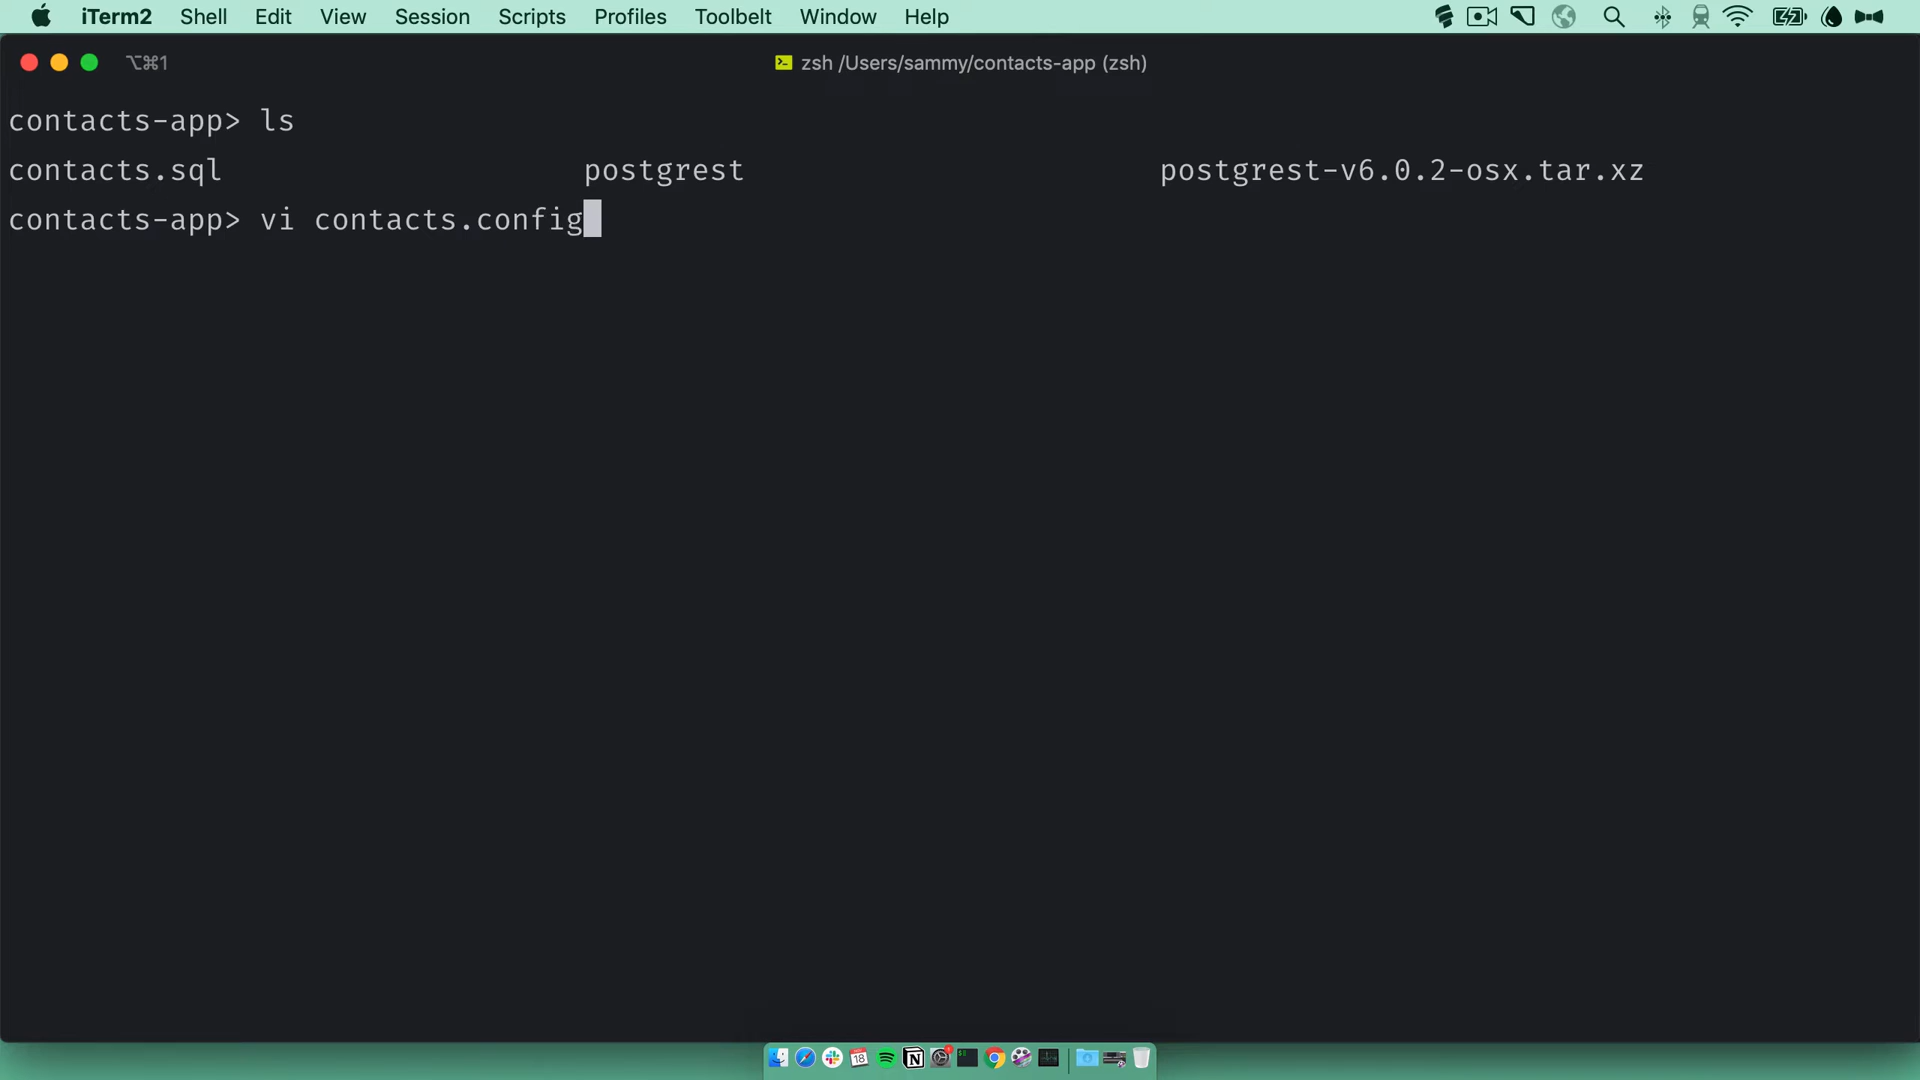 iTerm2 Shell Edit View Session Scripts Profiles Toolbelt Window Help
⌥⌘1 zsh /Users/sammy/contacts-app (zsh)
contacts-app> ls
contacts.sql postgrest postgrest-v6.0.2-osx.tar.xz
contacts-app> vi contacts.config
18